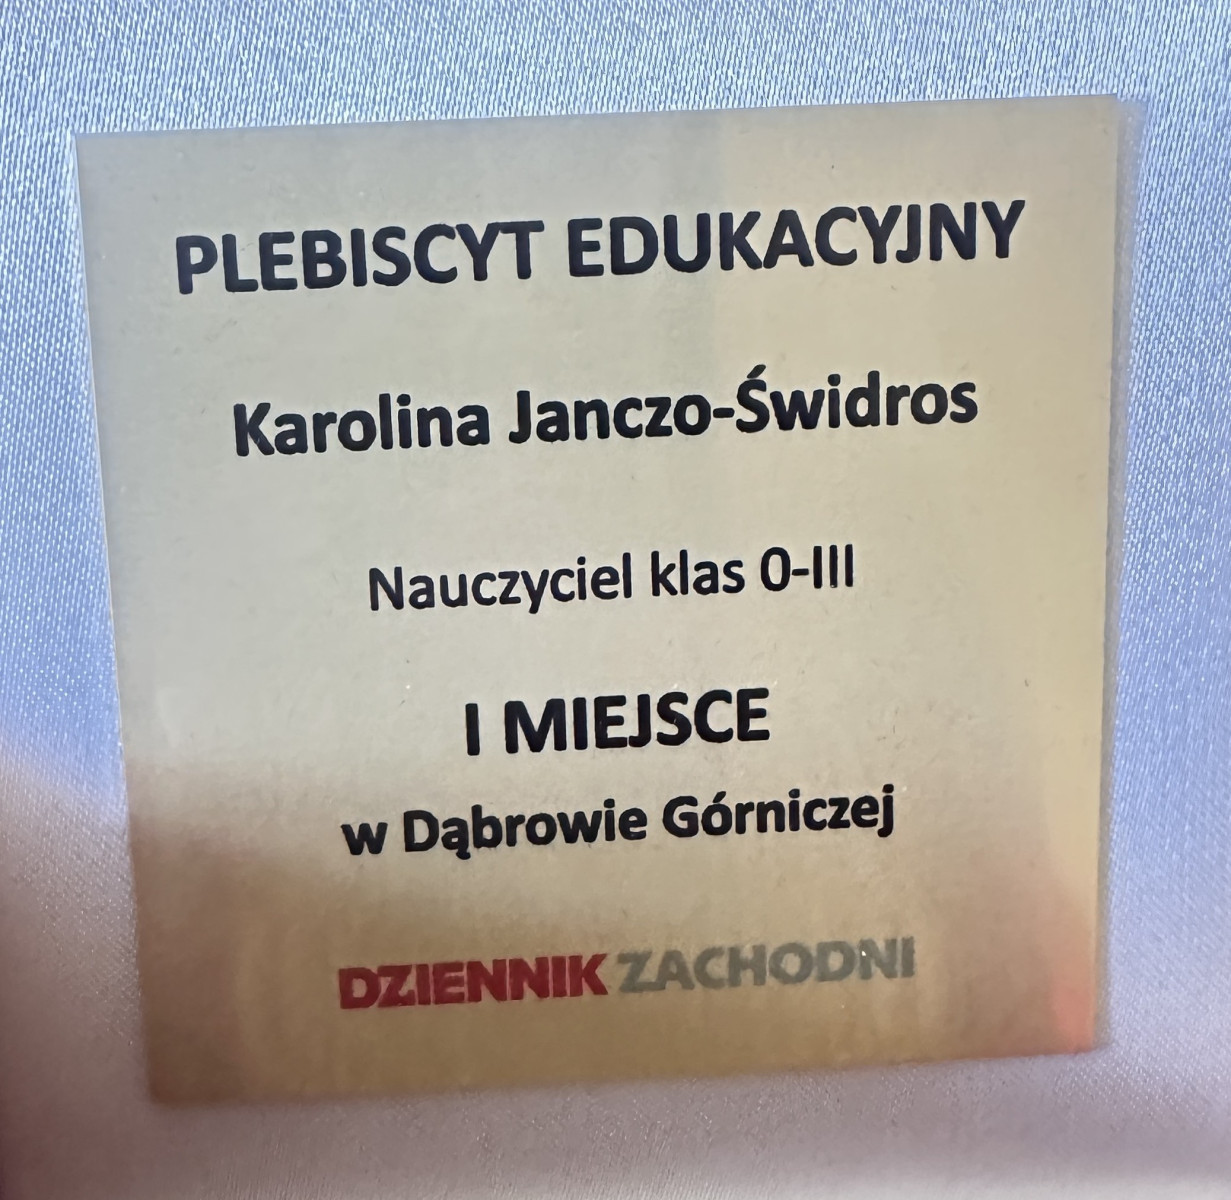 PLEBISCYT EDUKACYJNY
Karolina Janczo-Świdros
Nauczyciel klas 0-III
I MIEJSCE
w Dąbrowie Górniczej
DZIENNIK ZACHODNI